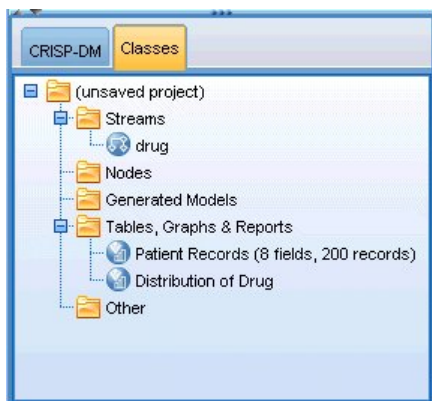 CRISP-DM Classes
(unsaved project)
Streams
drug
Nodes
Generated Models
Tables, Graphs & Reports
Patient Records (8 fields, 200 records)
Distribution of Drug
Other